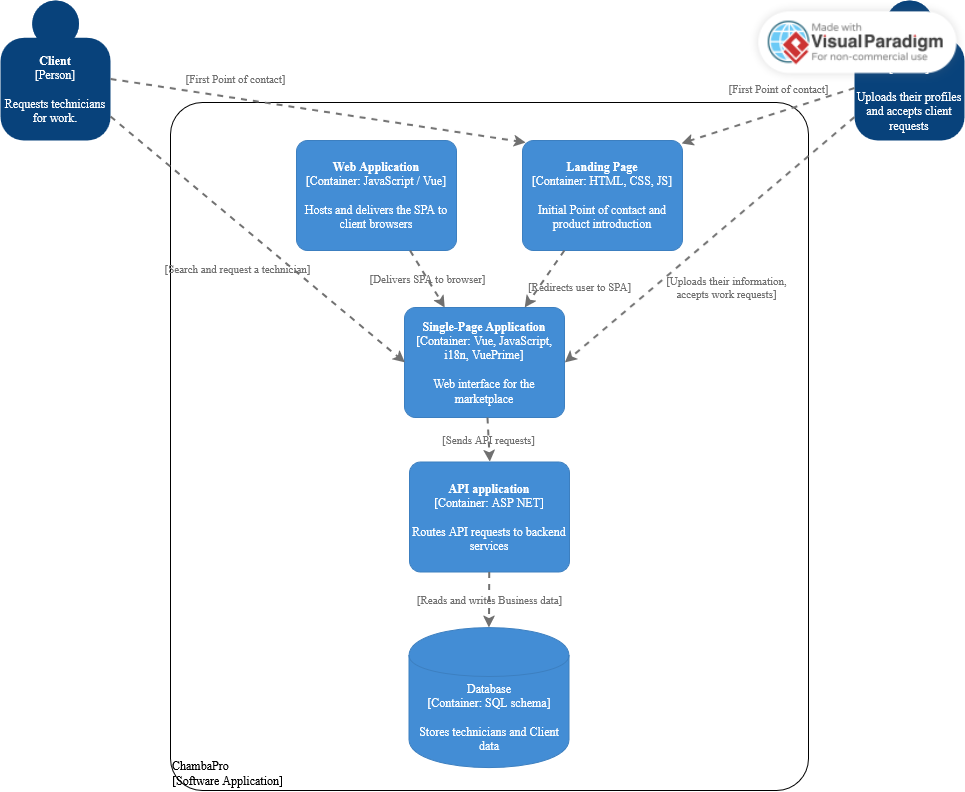 Made with
Visual Paradigm
For non-commercial use
Client
[Person]
Requests technicians
for work.
Uploads their profiles
and accepts client
requests
[First Point of contact]
[First Point of contact]
Web Application
[Container: JavaScript / Vue]
Hosts and delivers the SPA to
client browsers
Landing Page
[Container: HTML, CSS, JS]
Initial Point of contact and
product introduction
[Search and request a technician]
[Delivers SPA to browser]
[Redirects user to SPA]
[Uploads their information,
accepts work requests]
Single-Page Application
[Container: Vue, JavaScript,
i18n, VuePrime]
Web interface for the
marketplace
[Sends API requests]
API application
[Container: ASP NET]
Routes API requests to backend
services
[Reads and writes Business data]
Database
[Container: SQL schema]
Stores technicians and Client
data
ChambaPro
[Software Application]